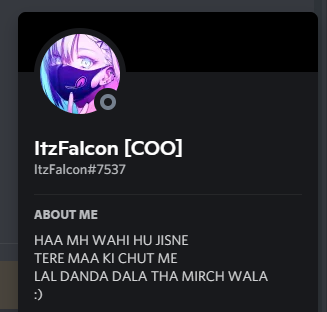 ItzFalcon [COO]
ItzFalcon#7537
ABOUT ME
HAA MH WAHI HU JISNE
TERE MAA KI CHUT ME
LAL DANDA DALA THA MIRCH WALA
:)